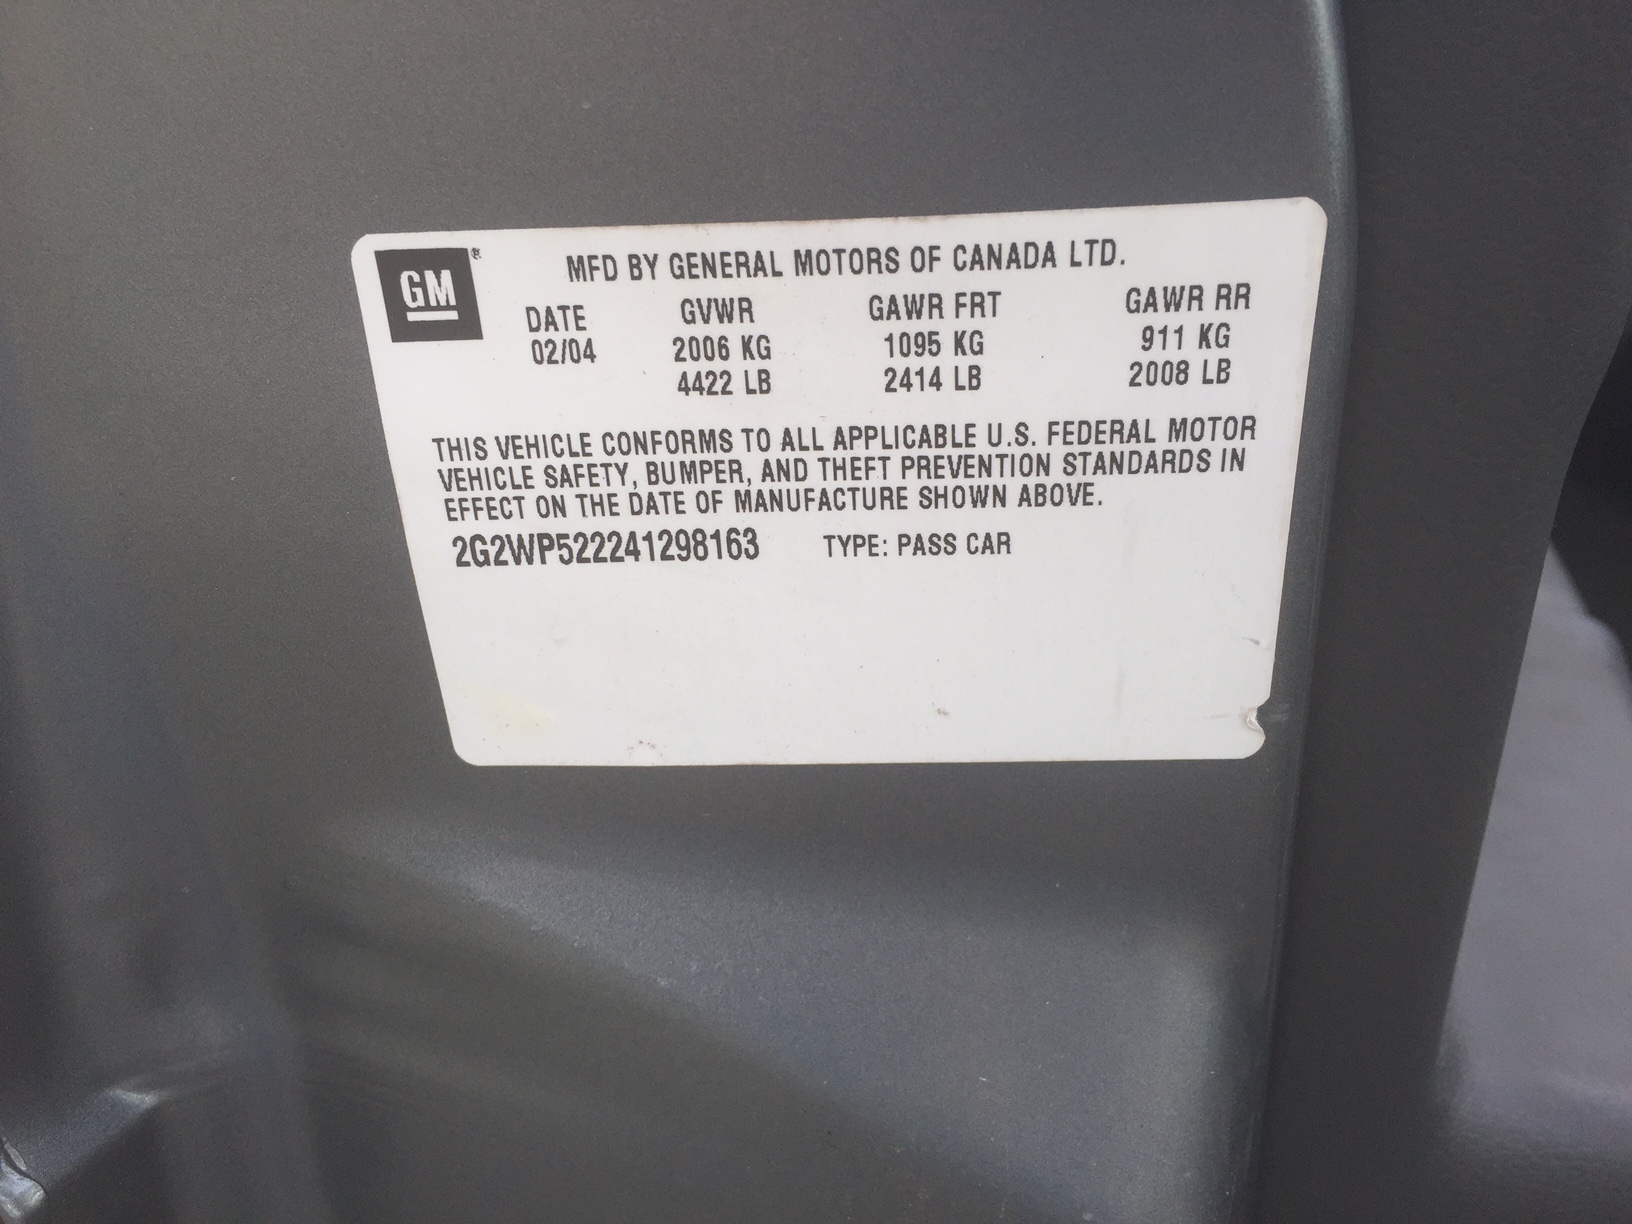 GM®
MFD BY GENERAL MOTORS OF CANADA LTD.
DATE GVWR GAWR FRT GAWR RR
02/04 2006 KG 1095 KG 911 KG
4422 LB 2414 LB 2008 LB
THIS VEHICLE CONFORMS TO ALL APPLICABLE U.S. FEDERAL MOTOR
VEHICLE SAFETY, BUMPER, AND THEFT PREVENTION STANDARDS IN
EFFECT ON THE DATE OF MANUFACTURE SHOWN ABOVE.
2G2WP522241298163 TYPE: PASS CAR